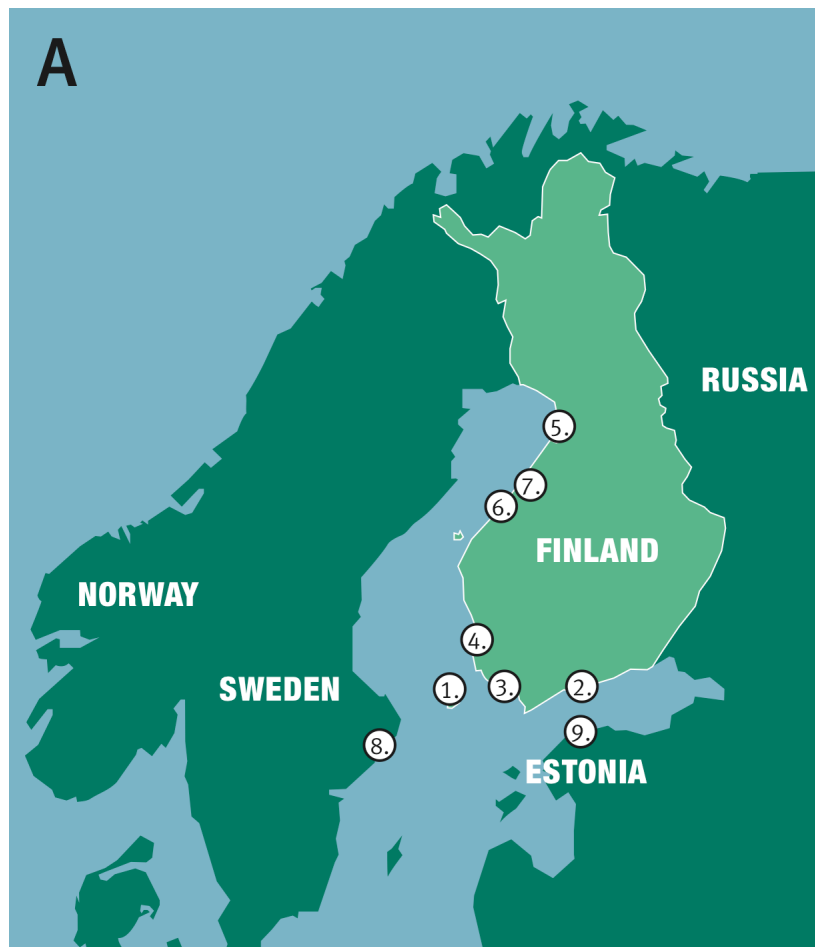 A
RUSSIA
5.
7.
6.
FINLAND
NORWAY
4.
SWEDEN
1.
3.
2.
8.
9.
ESTONIA